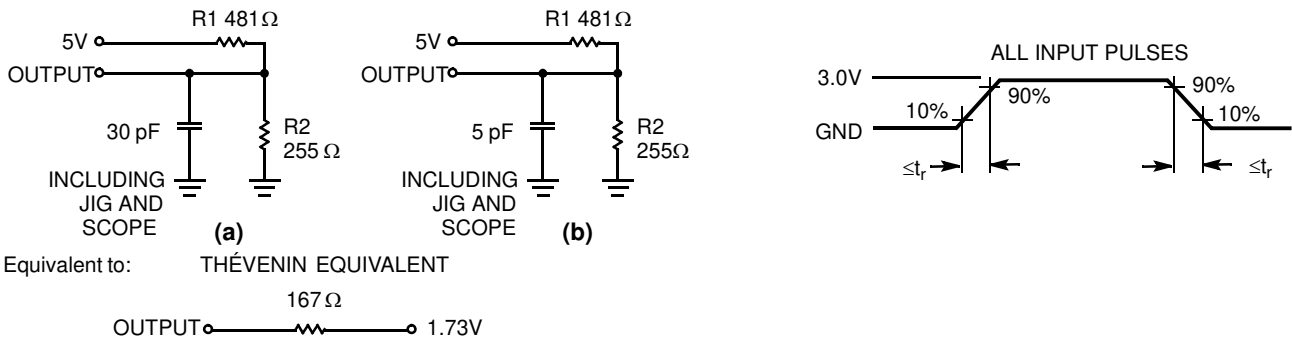 R1 481Ω
5V
OUTPUT
30 pF
R2
255 Ω
INCLUDING
JIG AND
SCOPE
(a)
R1 481Ω
5V
OUTPUT
5 pF
R2
255Ω
INCLUDING
JIG AND
SCOPE
(b)
ALL INPUT PULSES
3.0V
GND
10%
90%
90%
10%
≤tr
≤tr
Equivalent to: THÉVENIN EQUIVALENT
167Ω
OUTPUT 1.73V